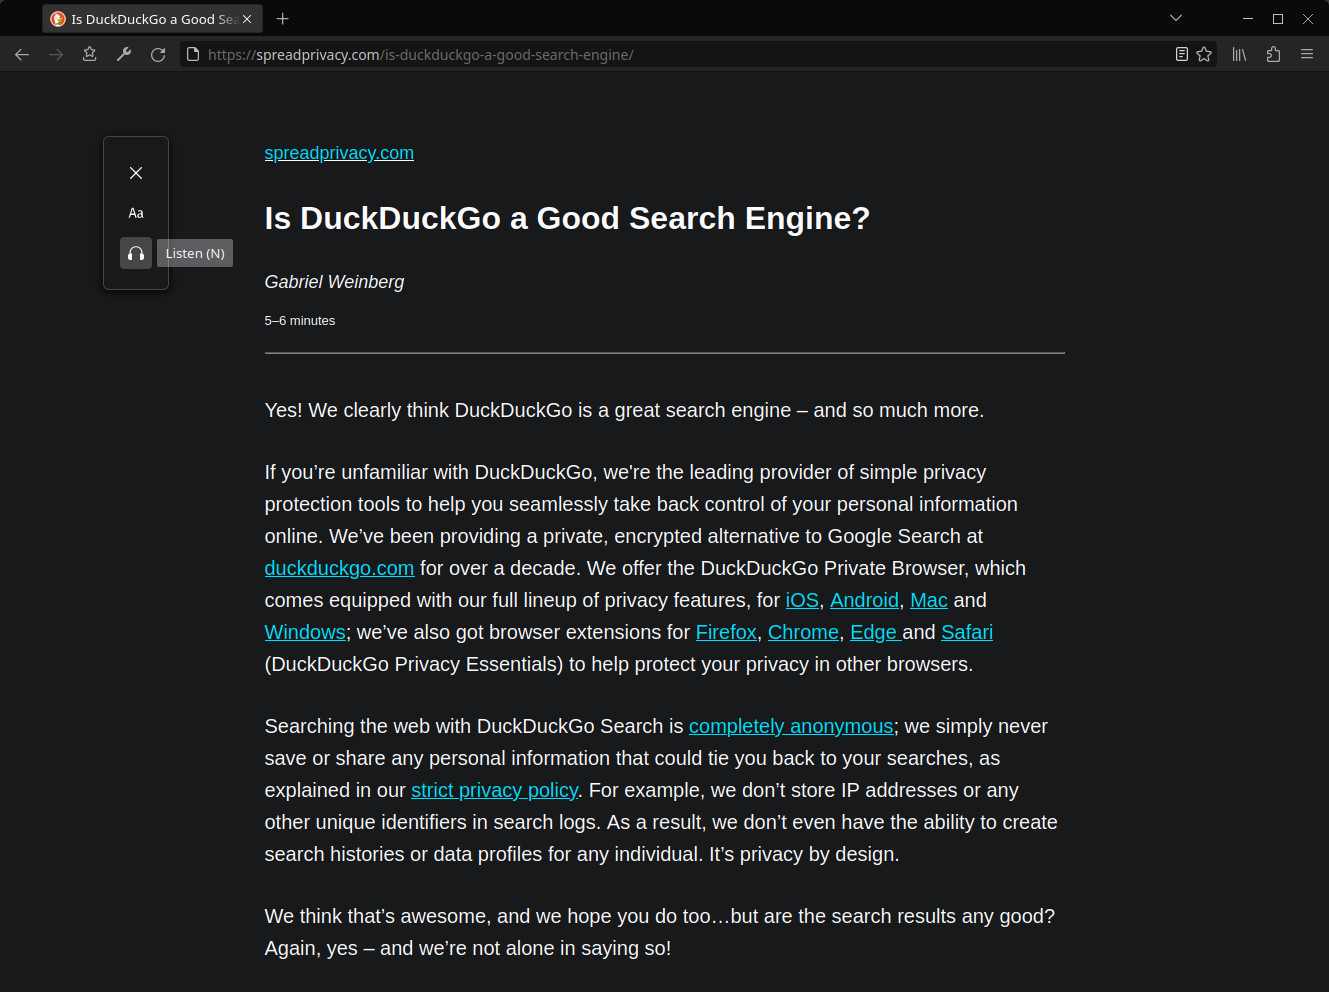 Is DuckDuckGo a Good Sea
https://spreadprivacy.com/is-duckduckgo-a-good-search-engine/
spreadprivacy.com
Aa
Is DuckDuckGo a Good Search Engine?
Listen (N)
Gabriel Weinberg
5–6 minutes
Yes! We clearly think DuckDuckGo is a great search engine – and so much more.
If you’re unfamiliar with DuckDuckGo, we're the leading provider of simple privacy
protection tools to help you seamlessly take back control of your personal information
online. We’ve been providing a private, encrypted alternative to Google Search at
duckduckgo.com for over a decade. We offer the DuckDuckGo Private Browser, which
comes equipped with our full lineup of privacy features, for iOS, Android, Mac and
Windows; we’ve also got browser extensions for Firefox, Chrome, Edge and Safari
(DuckDuckGo Privacy Essentials) to help protect your privacy in other browsers.
Searching the web with DuckDuckGo Search is completely anonymous; we simply never
save or share any personal information that could tie you back to your searches, as
explained in our strict privacy policy. For example, we don’t store IP addresses or any
other unique identifiers in search logs. As a result, we don’t even have the ability to create
search histories or data profiles for any individual. It’s privacy by design.
We think that’s awesome, and we hope you do too…but are the search results any good?
Again, yes – and we’re not alone in saying so!